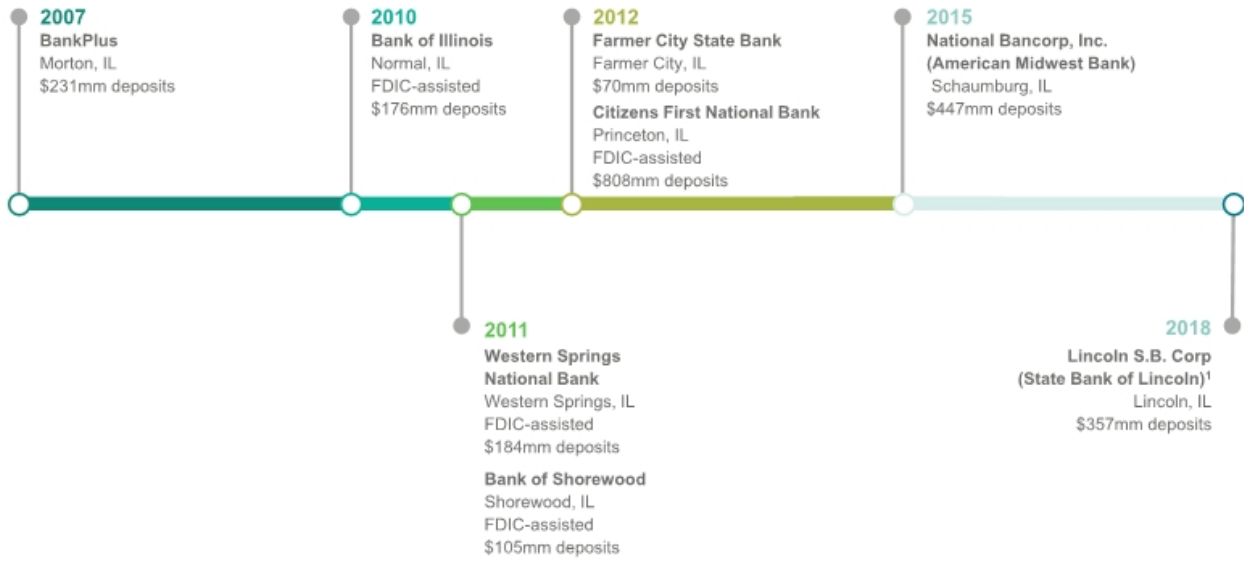 2007
BankPlus
Morton, IL
$231mm deposits
2010
Bank of Illinois
Normal, IL
FDIC-assisted
$176mm deposits
2012
Farmer City State Bank
Farmer City, IL
$70mm deposits
Citizens First National Bank
Princeton, IL
FDIC-assisted
$808mm deposits
2015
National Bancorp, Inc.
(American Midwest Bank)
Schaumburg, IL
$447mm deposits
2011
Western Springs
National Bank
Western Springs, IL
FDIC-assisted
$184mm deposits
Bank of Shorewood
Shorewood, IL
FDIC-assisted
$105mm deposits
2018
Lincoln S.B. Corp
(State Bank of Lincoln)¹
Lincoln, IL
$357mm deposits